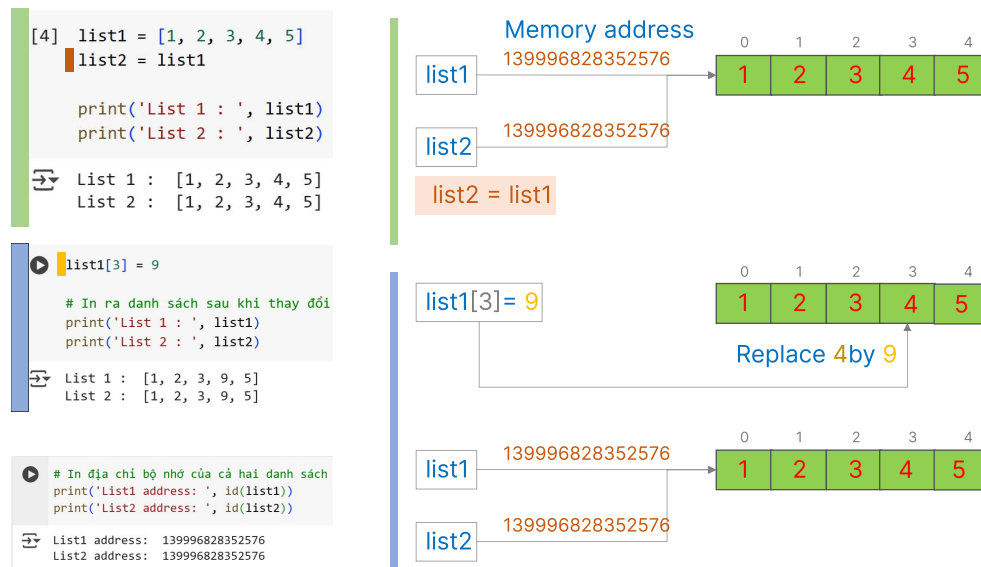 [4] list1 = [1, 2, 3, 4, 5]
list2 = list1
print('List 1 : ', list1)
print('List 2 : ', list2)
List 1 :  [1, 2, 3, 4, 5]
List 2 :  [1, 2, 3, 4, 5]
list1[3] = 9
# In ra danh sách sau khi thay đổi
print('List 1 : ', list1)
print('List 2 : ', list2)
List 1 :  [1, 2, 3, 9, 5]
List 2 :  [1, 2, 3, 9, 5]
# In địa chỉ bộ nhớ của cả hai danh sách
print('List1 address: ', id(list1))
print('List2 address: ', id(list2))
List1 address:  139996828352576
List2 address:  139996828352576
Memory address
0 1 2 3 4
139996828352576
list1
1 2 3 4 5
139996828352576
list2
list2 = list1
0 1 2 3 4
list1[3]= 9
1 2 3 4 5
Replace 4by 9
0 1 2 3 4
139996828352576
list1
1 2 3 4 5
139996828352576
list2